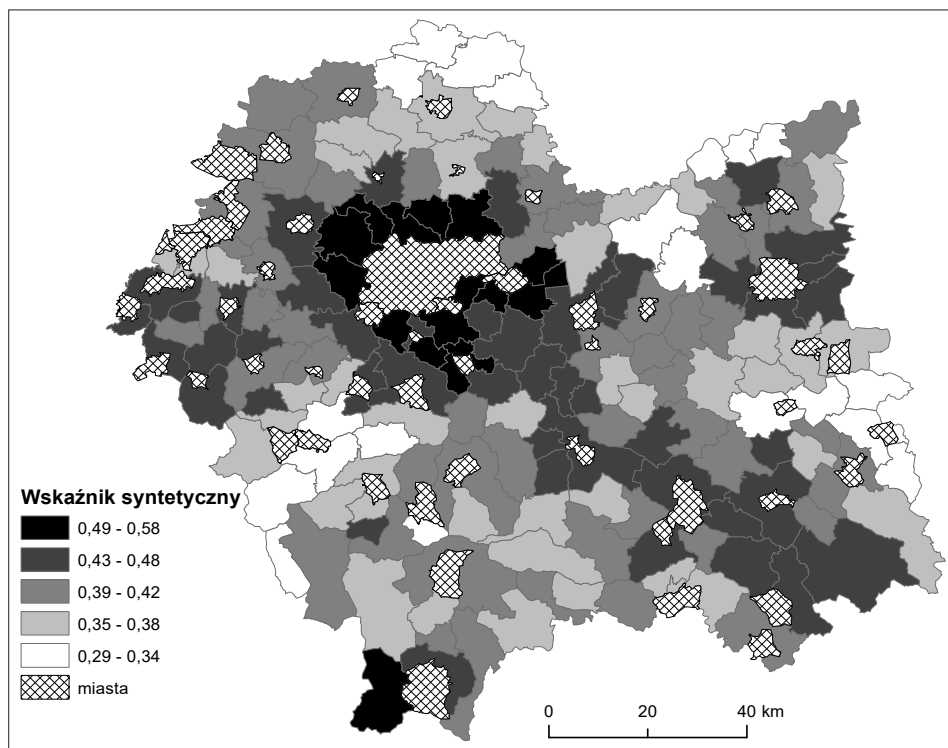 Wskaźnik syntetyczny
0,49 - 0,58
0,43 - 0,48
0,39 - 0,42
0,35 - 0,38
0,29 - 0,34
miasta
0 20 40 km